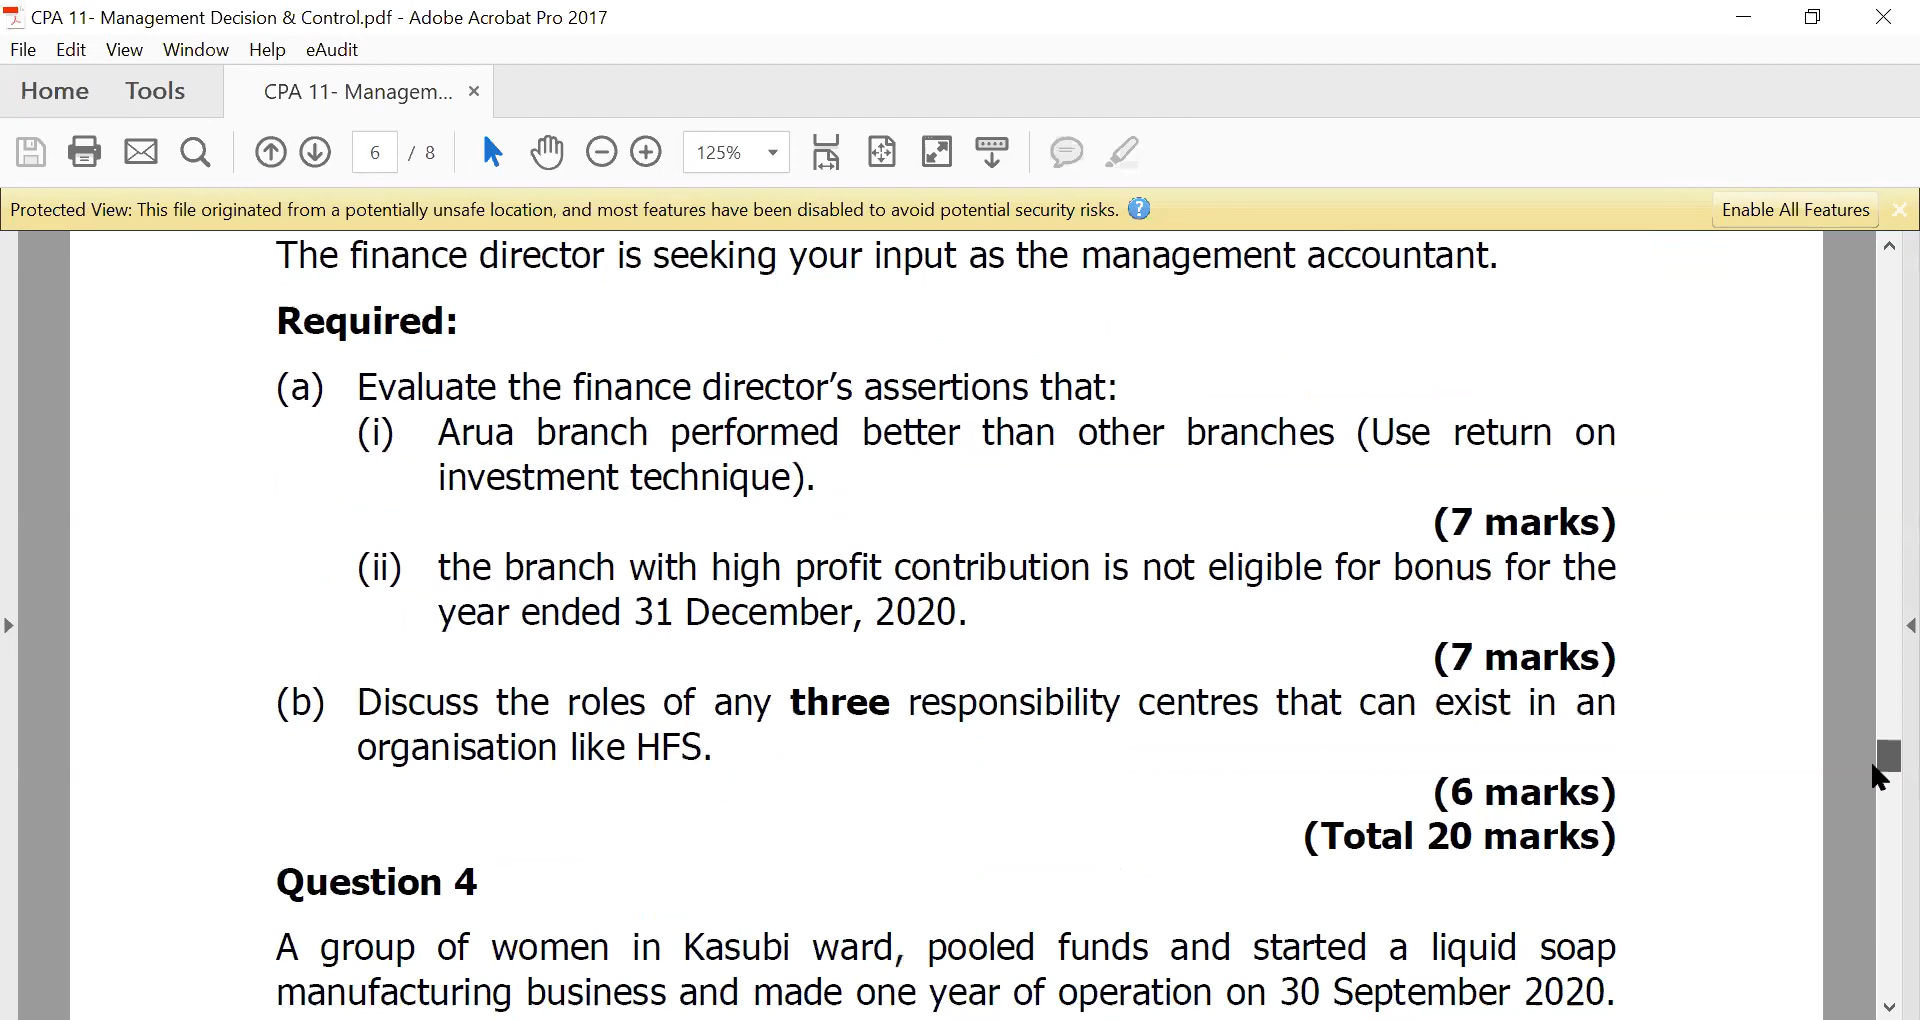 CPA 11- Management Decision & Control.pdf - Adobe Acrobat Pro 2017
File Edit View Window Help eAudit
Home Tools CPA 11- Managem... ×
6 / 8 125%
Protected View: This file originated from a potentially unsafe location, and most features have been disabled to avoid potential security risks. ? Enable All Features
The finance director is seeking your input as the management accountant.
Required:
(a) Evaluate the finance director’s assertions that:
(i) Arua branch performed better than other branches (Use return on
investment technique).
(7 marks)
(ii) the branch with high profit contribution is not eligible for bonus for the
year ended 31 December, 2020.
(7 marks)
(b) Discuss the roles of any three responsibility centres that can exist in an
organisation like HFS.
(6 marks)
(Total 20 marks)
Question 4
A group of women in Kasubi ward, pooled funds and started a liquid soap
manufacturing business and made one year of operation on 30 September 2020.